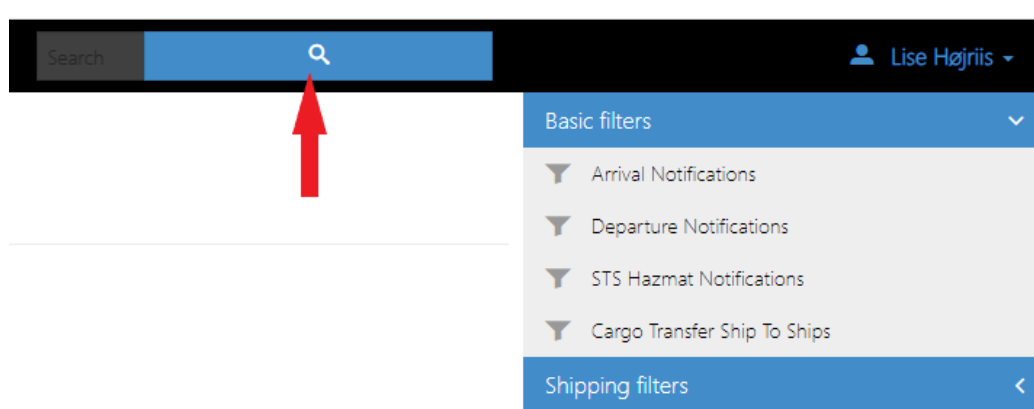 Search
Lise Højriis
Basic filters
Arrival Notifications
Departure Notifications
STS Hazmat Notifications
Cargo Transfer Ship To Ships
Shipping filters